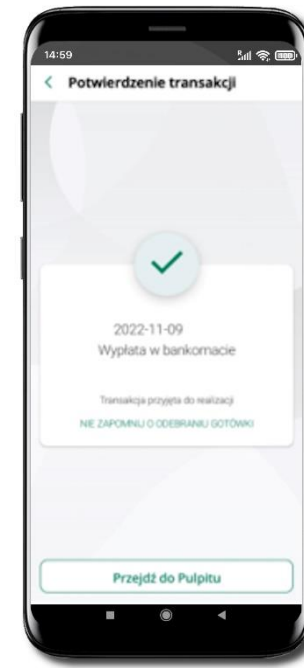 14:59
Potwierdzenie transakcji
2022-11-09
Wypłata w bankomacie
Transakcja przyjęta do realizacji
NIE ZAPOMNIJ O ODEBRANIU GOTÓWKI
Przejdź do Pulpitu